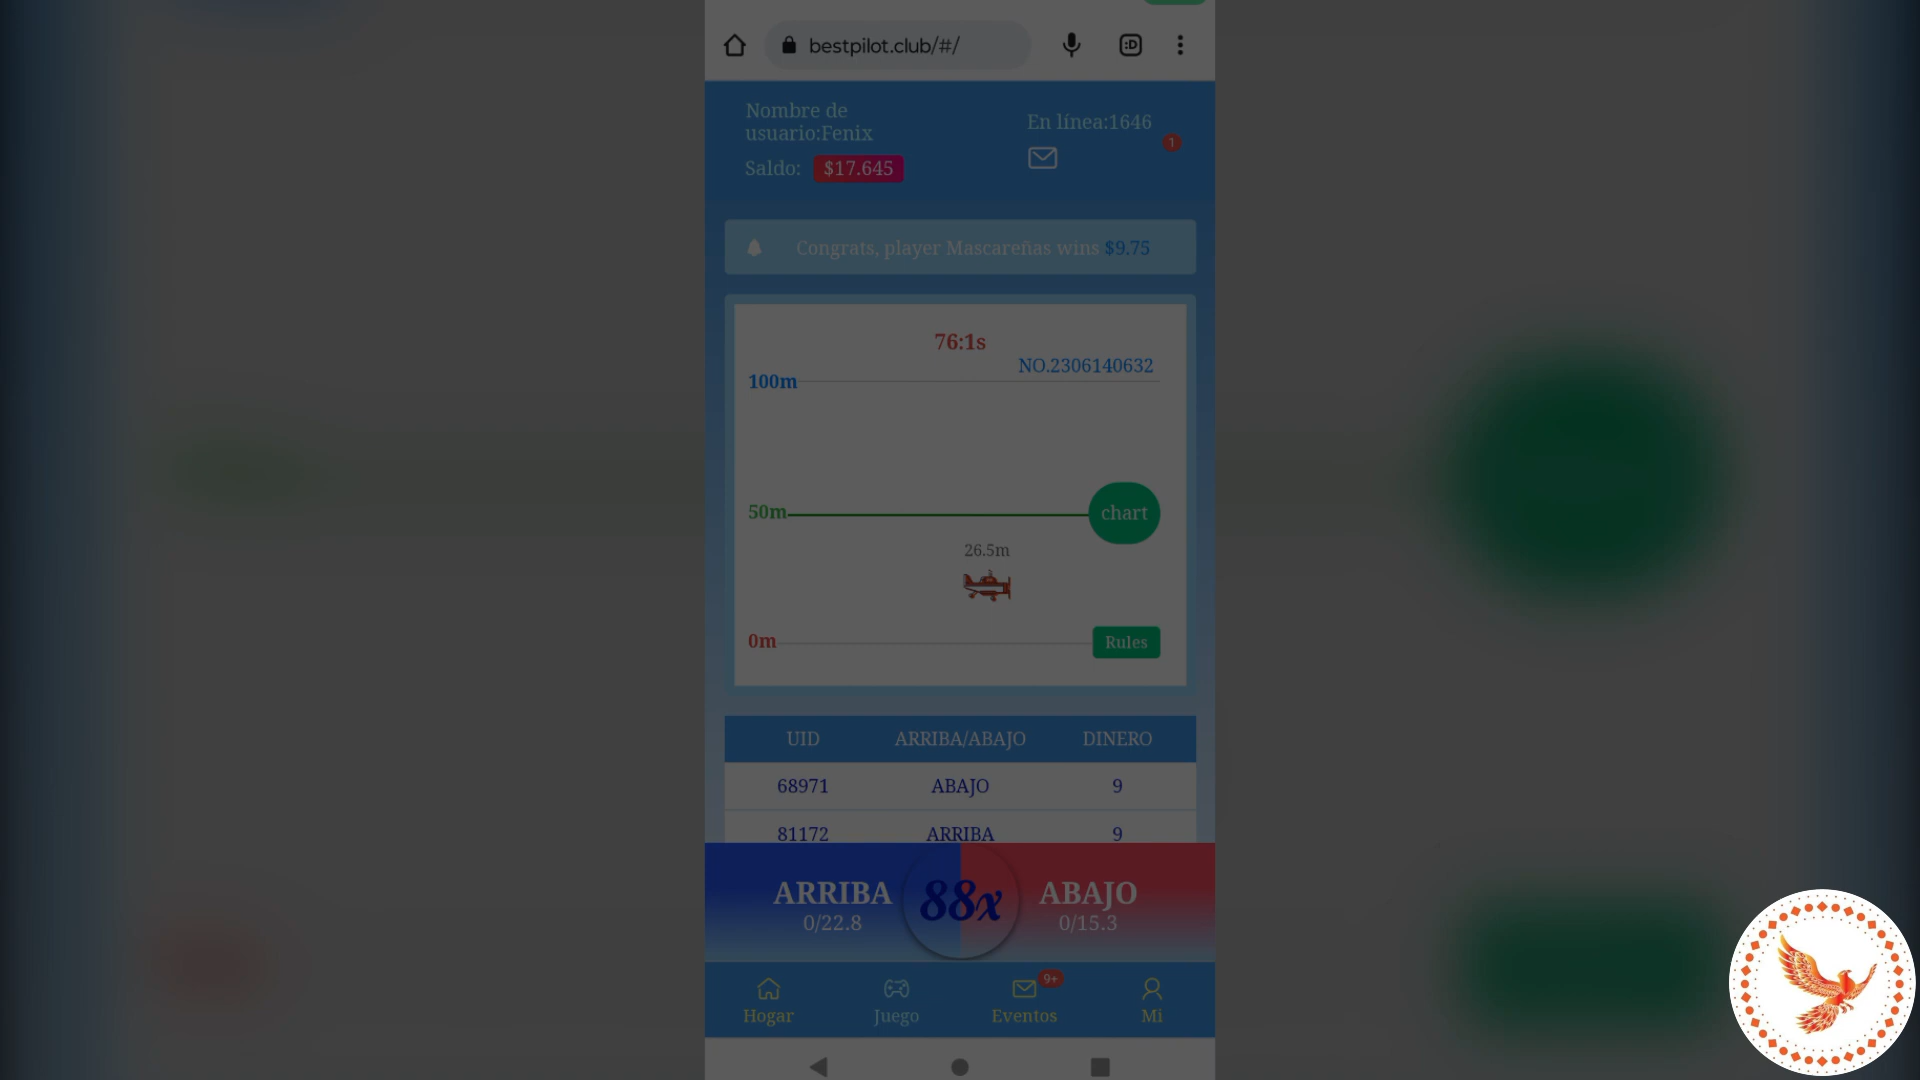 bestpilot.club/#/
:D
Nombre de
usuario:Fenix
En línea:1646
1
Saldo: $17.645
Congrats, player Mascareñas wins $9.75
76:1s
NO.2306140632
100m
50m
chart
26.5m
0m
Rules
UID ARRIBA/ABAJO DINERO
68971 ABAJO 9
81172 ARRIBA 9
ARRIBA 88x ABAJO
0/22.8 0/15.3
9+
Hogar Juego Eventos Mi